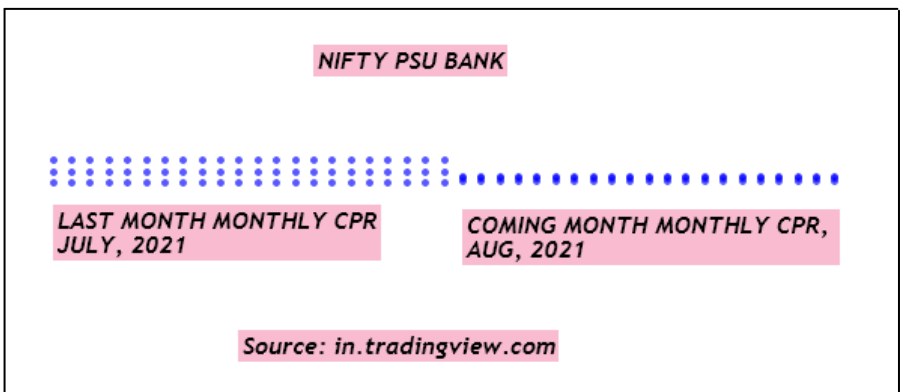 NIFTY PSU BANK
LAST MONTH MONTHLY CPR
JULY, 2021
COMING MONTH MONTHLY CPR,
AUG, 2021
Source: in.tradingview.com